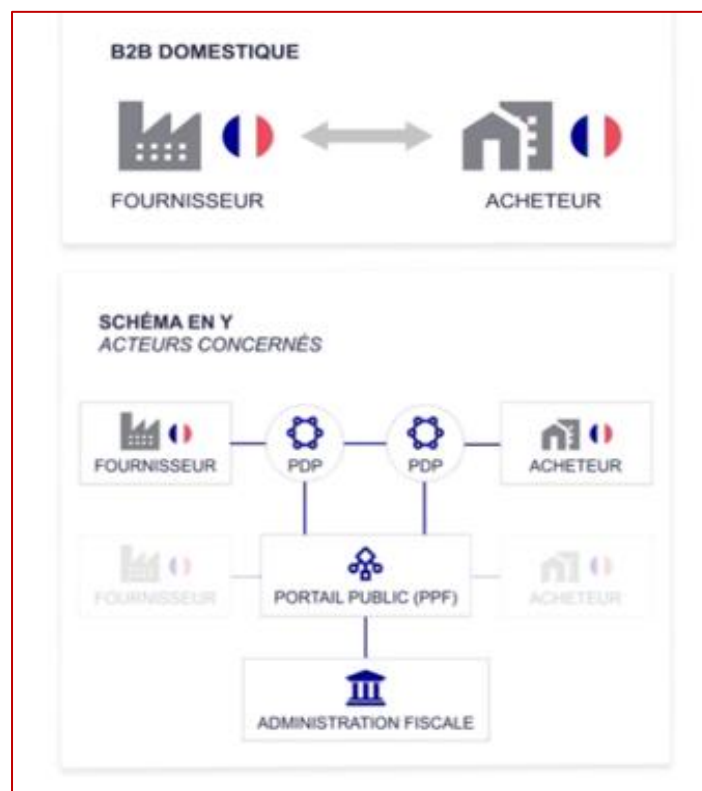 B2B DOMESTIQUE
FOURNISSEUR
ACHETEUR
SCHÉMA EN Y
ACTEURS CONCERNÉS
FOURNISSEUR
PDP
PDP
ACHETEUR
FOURNISSEUR
PORTAIL PUBLIC (PPF)
ACHETEUR
ADMINISTRATION FISCALE